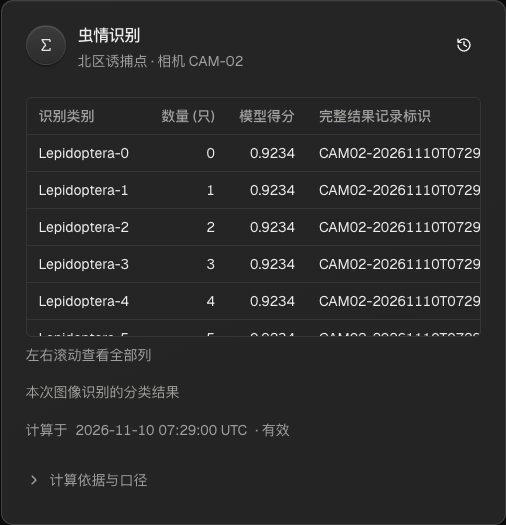 Σ
虫情识别
北区诱捕点 · 相机 CAM-02
识别类别 数量 (只) 模型得分 完整结果记录标识
Lepidoptera-0 0 0.9234 CAM02-20261110T0729
Lepidoptera-1 1 0.9234 CAM02-20261110T0729
Lepidoptera-2 2 0.9234 CAM02-20261110T0729
Lepidoptera-3 3 0.9234 CAM02-20261110T0729
Lepidoptera-4 4 0.9234 CAM02-20261110T0729
左右滚动查看全部列
本次图像识别的分类结果
计算于 2026-11-10 07:29:00 UTC · 有效
计算依据与口径